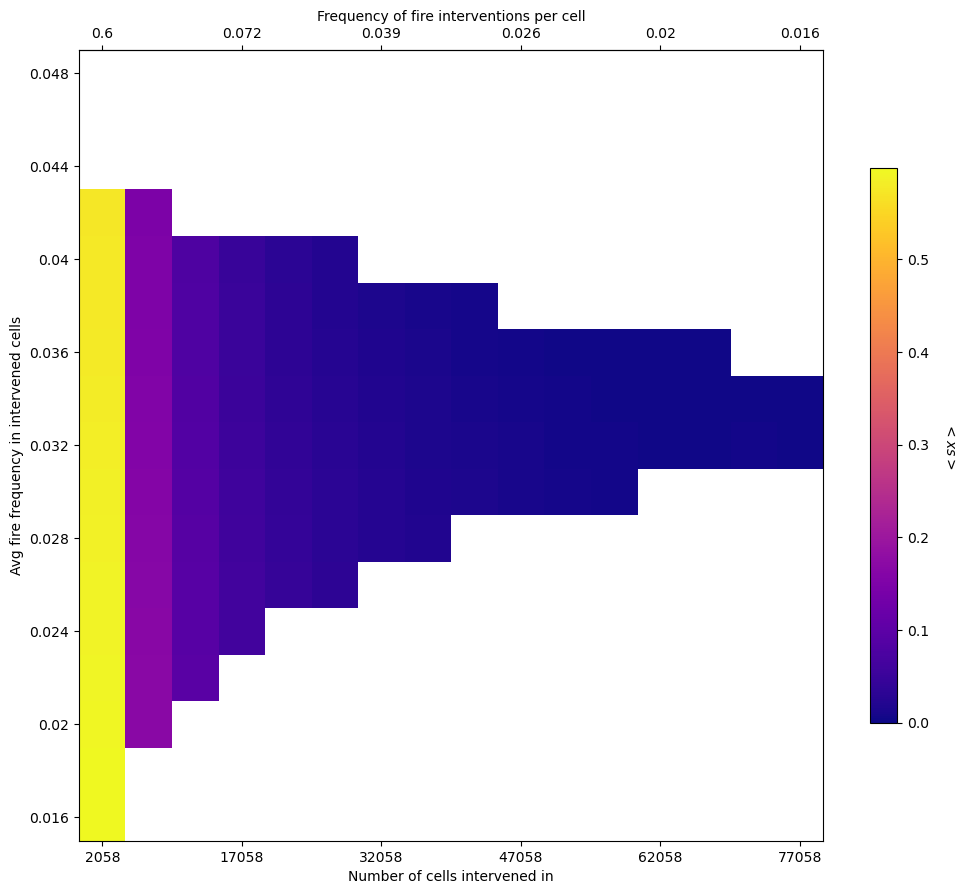 Frequency of fire interventions per cell
0.6 0.072 0.039 0.026 0.02 0.016
Avg fire frequency in intervened cells
0.048
0.044
0.04
0.036
0.032
0.028
0.024
0.02
0.016
2058 17058 32058 47058 62058 77058
Number of cells intervened in
0.5
0.4
0.3
0.2
0.1
0.0
< sx >